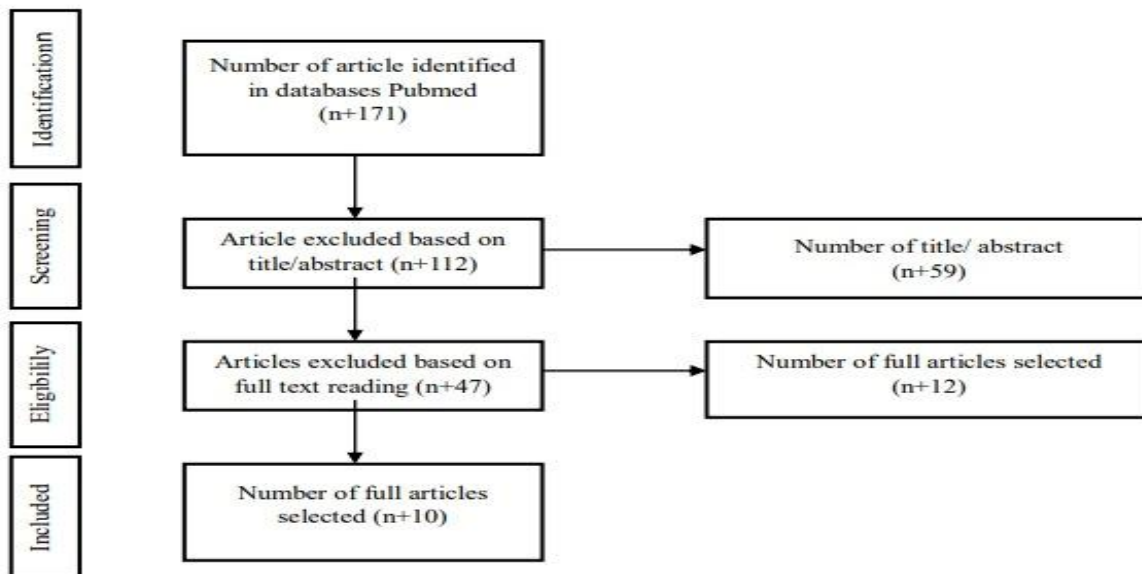 Identificationn
Number of article identified
in databases Pubmed
(n+171)
Screening
Article excluded based on
title/abstract (n+112)
Number of title/ abstract
(n+59)
Eligibilily
Articles excluded based on
full text reading (n+47)
Number of full articles selected
(n+12)
Included
Number of full articles
selected (n+10)